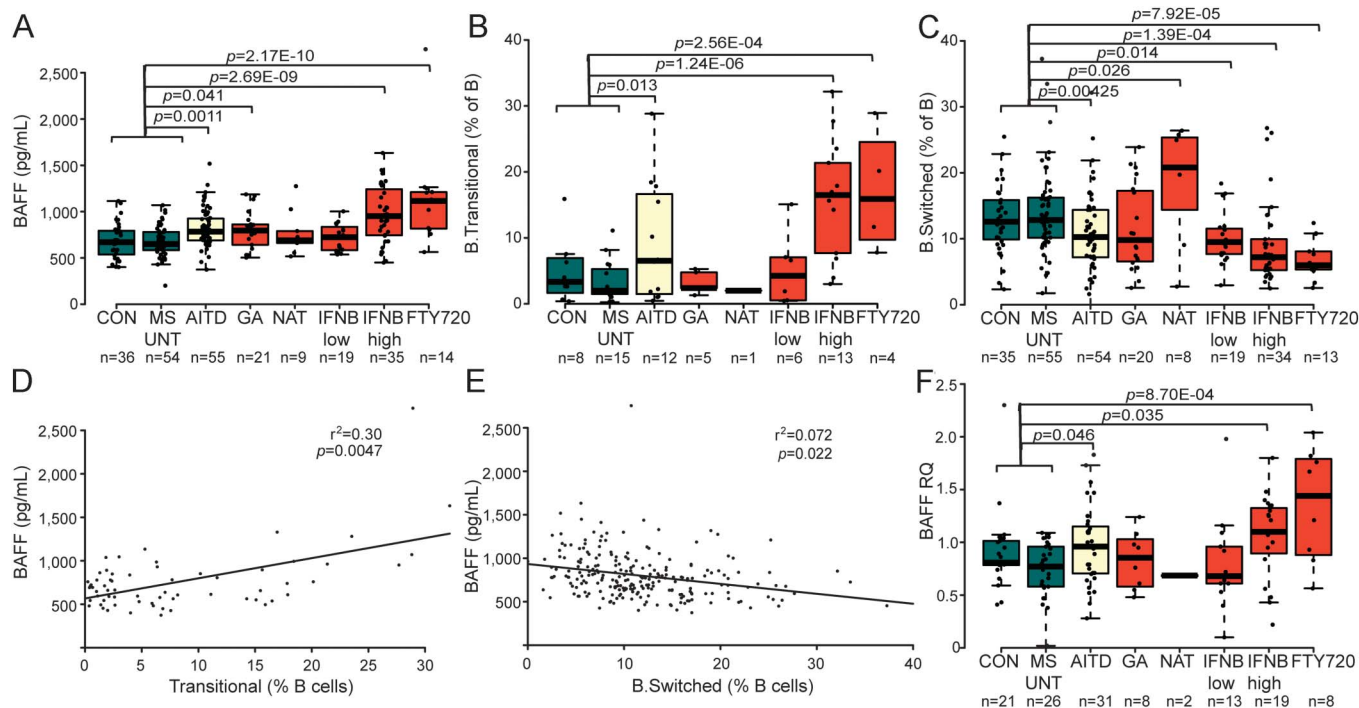 A
p=2.17E-10
p=2.69E-09
p=0.041
p=0.0011
BAFF (pg/mL)
2,500
2,000
1,500
1,000
500
0
CON MS AITD GA NAT IFNB IFNB FTY720
UNT low high
n=36 n=54 n=55 n=21 n=9 n=19 n=35 n=14
B
p=2.56E-04
p=1.24E-06
p=0.013
B.Transitional (% of B)
40
30
20
10
0
CON MS AITD GA NAT IFNB IFNB FTY720
UNT low high
n=8 n=15 n=12 n=5 n=1 n=6 n=13 n=4
C
p=7.92E-05
p=1.39E-04
p=0.014
p=0.026
p=0.00425
B.Switched (% of B)
40
30
20
10
0
CON MS AITD GA NAT IFNB IFNB FTY720
UNT low high
n=35 n=55 n=54 n=20 n=8 n=19 n=34 n=13
D
r²=0.30
p=0.0047
BAFF (pg/mL)
2,500
2,000
1,500
1,000
500
0
0 5 10 15 20 25 30
Transitional (% B cells)
E
r²=0.072
p=0.022
BAFF (pg/mL)
2,500
2,000
1,500
1,000
500
0
0 10 20 30 40
B.Switched (% B cells)
F
p=8.70E-04
p=0.035
p=0.046
BAFF RQ
2.5
2.0
1.5
1.0
0.5
0
CON MS AITD GA NAT IFNB IFNB FTY720
UNT low high
n=21 n=26 n=31 n=8 n=2 n=13 n=19 n=8